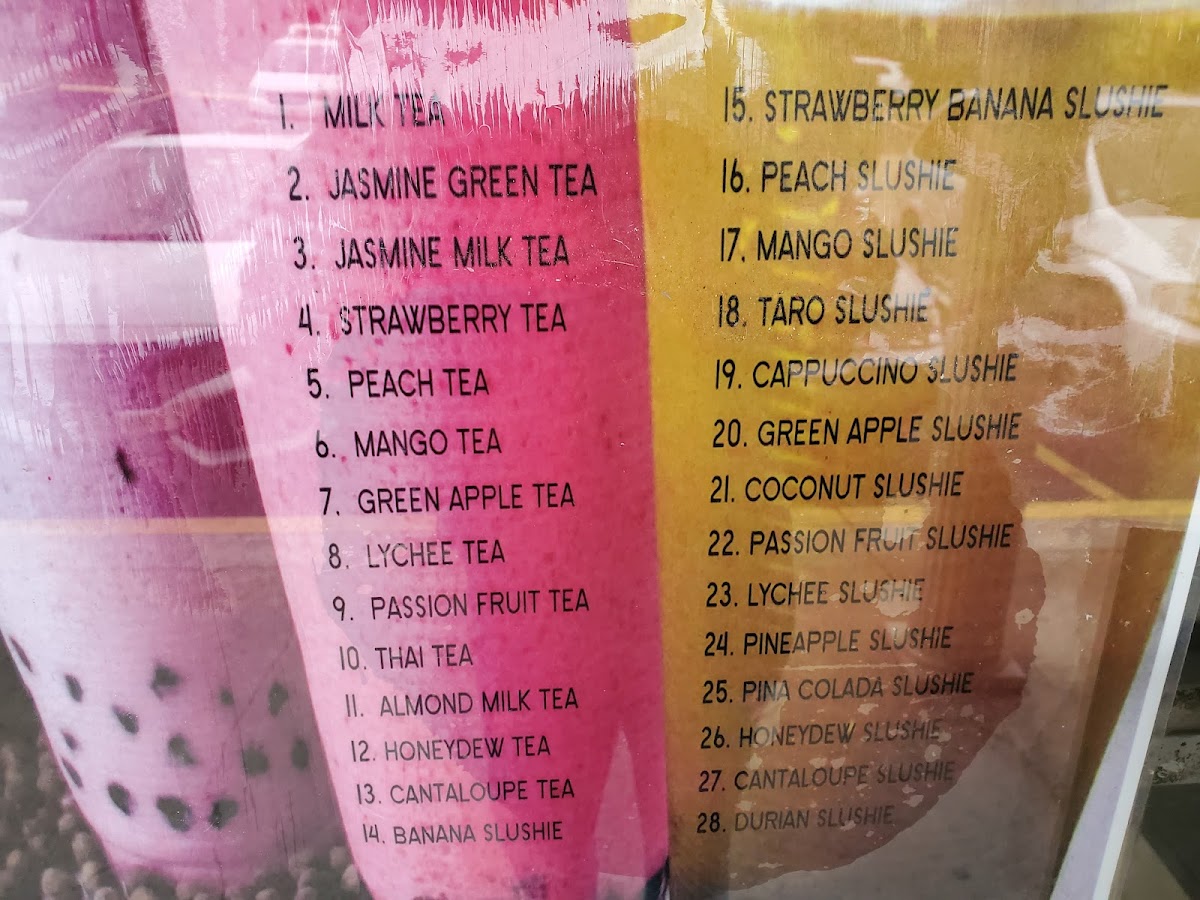 1. MILK TEA
2. JASMINE GREEN TEA
3. JASMINE MILK TEA
4. STRAWBERRY TEA
5. PEACH TEA
6. MANGO TEA
7. GREEN APPLE TEA
8. LYCHEE TEA
9. PASSION FRUIT TEA
10. THAI TEA
11. ALMOND MILK TEA
12. HONEYDEW TEA
13. CANTALOUPE TEA
14. BANANA SLUSHIE
15. STRAWBERRY BANANA SLUSHIE
16. PEACH SLUSHIE
17. MANGO SLUSHIE
18. TARO SLUSHIE
19. CAPPUCCINO SLUSHIE
20. GREEN APPLE SLUSHIE
21. COCONUT SLUSHIE
22. PASSION FRUIT SLUSHIE
23. LYCHEE SLUSHIE
24. PINEAPPLE SLUSHIE
25. PINA COLADA SLUSHIE
26. HONEYDEW SLUSHIE
27. CANTALOUPE SLUSHIE
28. DURIAN SLUSHIE